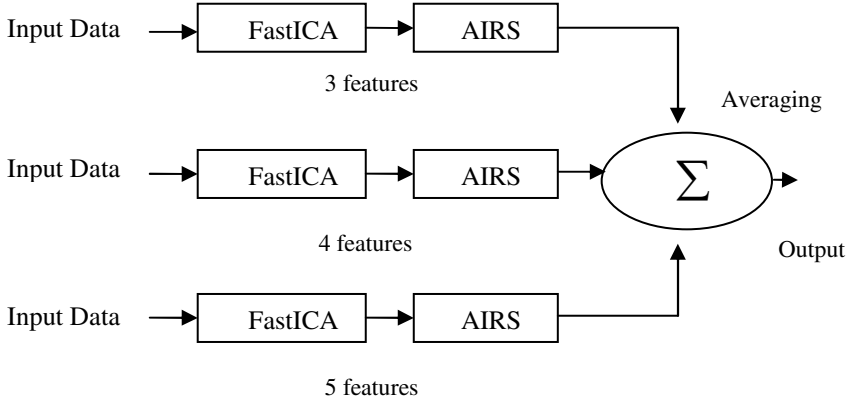 Input Data
FastICA
AIRS
3 features
Averaging
Input Data
FastICA
AIRS
Σ
4 features
Output
Input Data
FastICA
AIRS
5 features